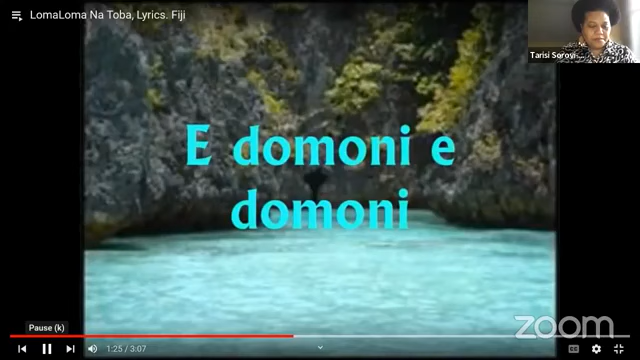 LomaLoma Na Toba, Lyrics. Fiji
Tarisi Sorovi
E domoni e
domoni
Pause (k)
1:25 / 3:07
zoom